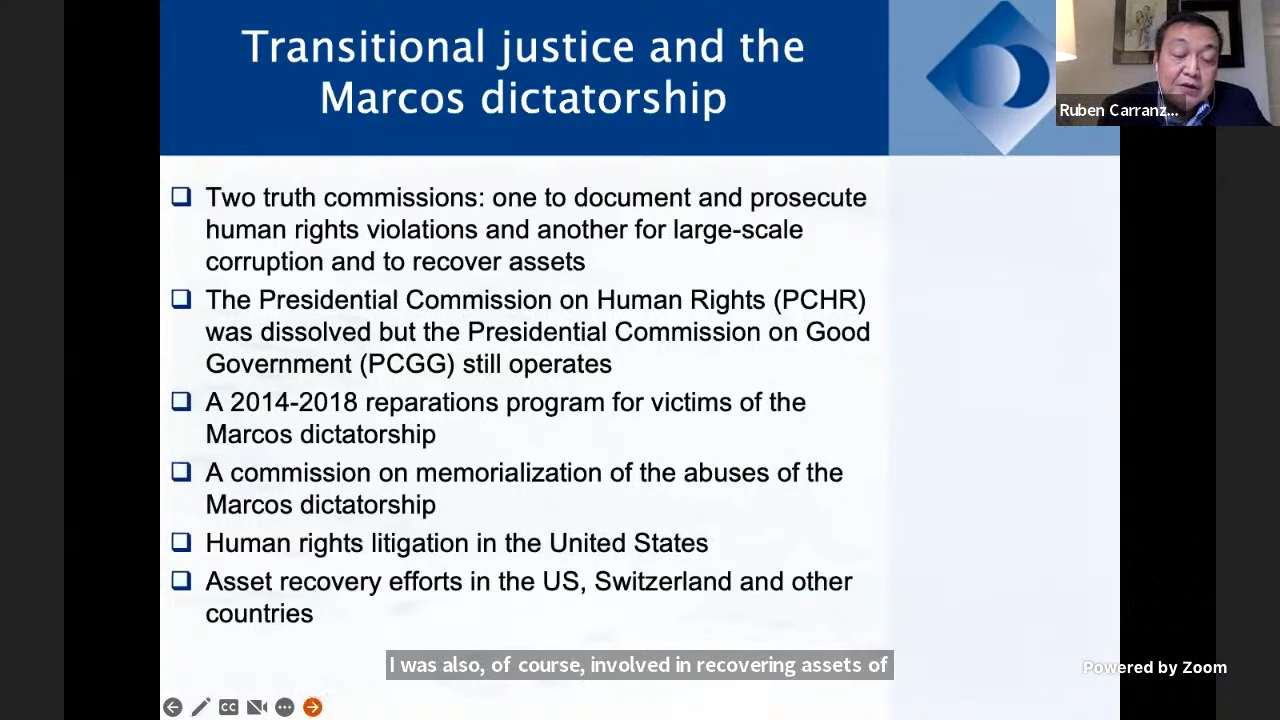 Transitional justice and the
Marcos dictatorship
Ruben Carranz...
Two truth commissions: one to document and prosecute
human rights violations and another for large-scale
corruption and to recover assets
The Presidential Commission on Human Rights (PCHR)
was dissolved but the Presidential Commission on Good
Government (PCGG) still operates
A 2014-2018 reparations program for victims of the
Marcos dictatorship
A commission on memorialization of the abuses of the
Marcos dictatorship
Human rights litigation in the United States
Asset recovery efforts in the US, Switzerland and other
countries
I was also, of course, involved in recovering assets of
Powered by Zoom
CC